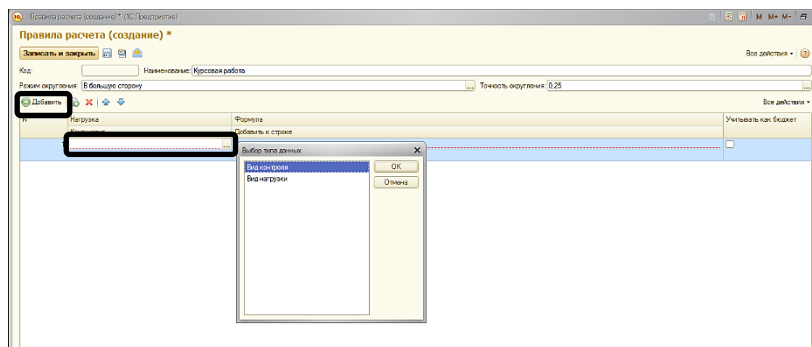 Правила расчета (создание) * (1С:Предприятие)
M M+ M-
Правила расчета (создание) *
Записать и закрыть
Все действия
Код:
Наименование: Курсовая работа
Режим округления: В большую сторону ...
Точность округления: 0,25 ...
Добавить
Все действия
N Нагрузка Формула Учитывать как бюджет
Добавить к строке
...
Выбор типа данных
Вид контроля
Вид нагрузки
OK
Отмена